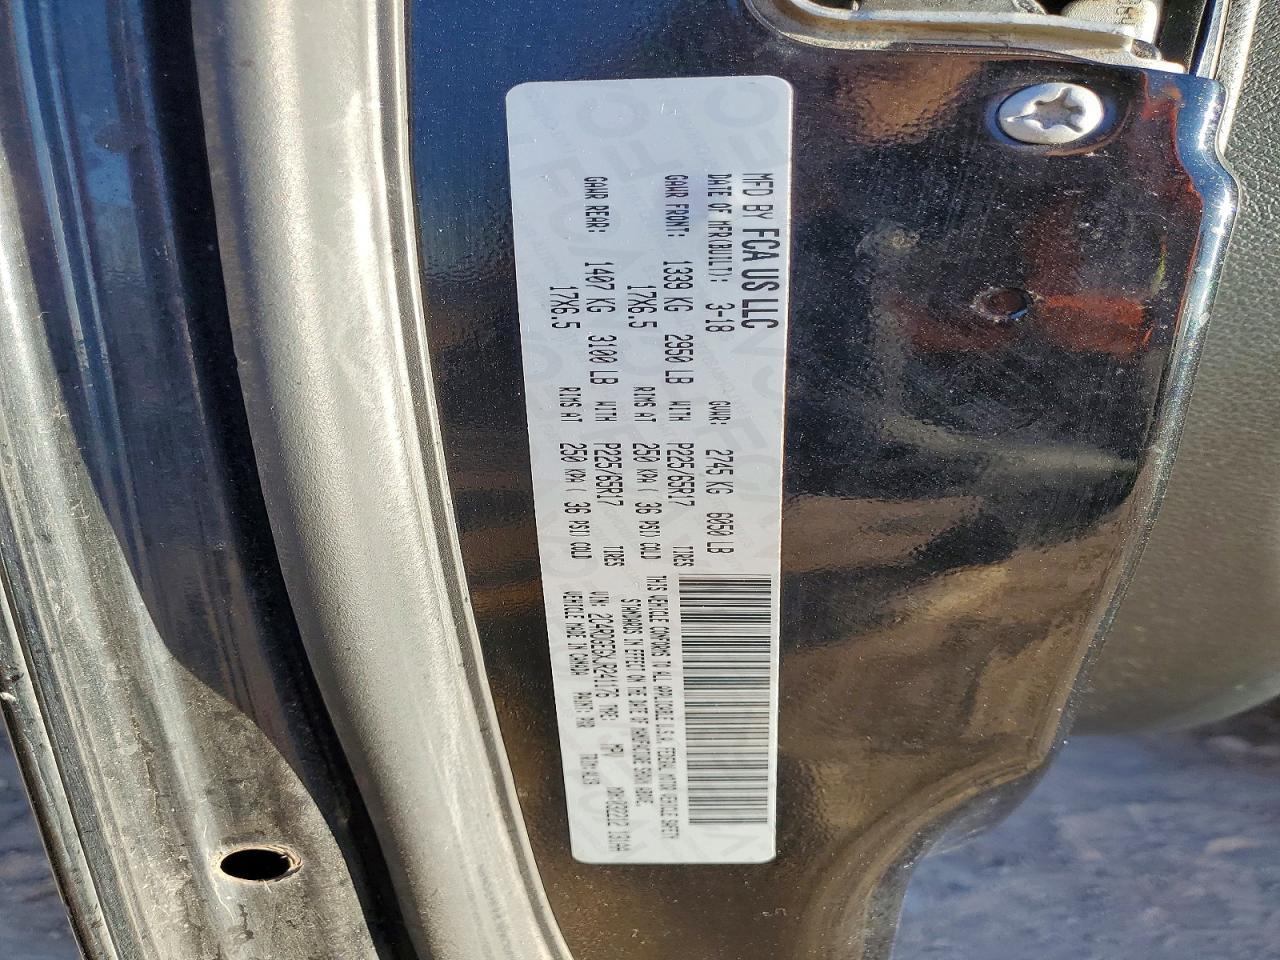 MFD BY FCA US LLC
DATE OF MFR(BUILT): 3-18 GVWR: 2745 KG 6050 LB
GAWR FRONT: 1339 KG 2950 LB WITH P225/65R17 TIRES
17X6.5 RIMS AT 250 KPA ( 36 PSI) COLD
GAWR REAR: 1407 KG 3100 LB WITH P225/65R17 TIRES
17X6.5 RIMS AT 250 KPA ( 36 PSI) COLD
THIS VEHICLE CONFORMS TO ALL APPLICABLE U.S.A. FEDERAL MOTOR VEHICLE SAFETY
STANDARDS IN EFFECT ON THE DATE OF MANUFACTURE SHOWN ABOVE.
VIN: TYPE: MPV
VEHICLE MADE IN CANADA PAINT: